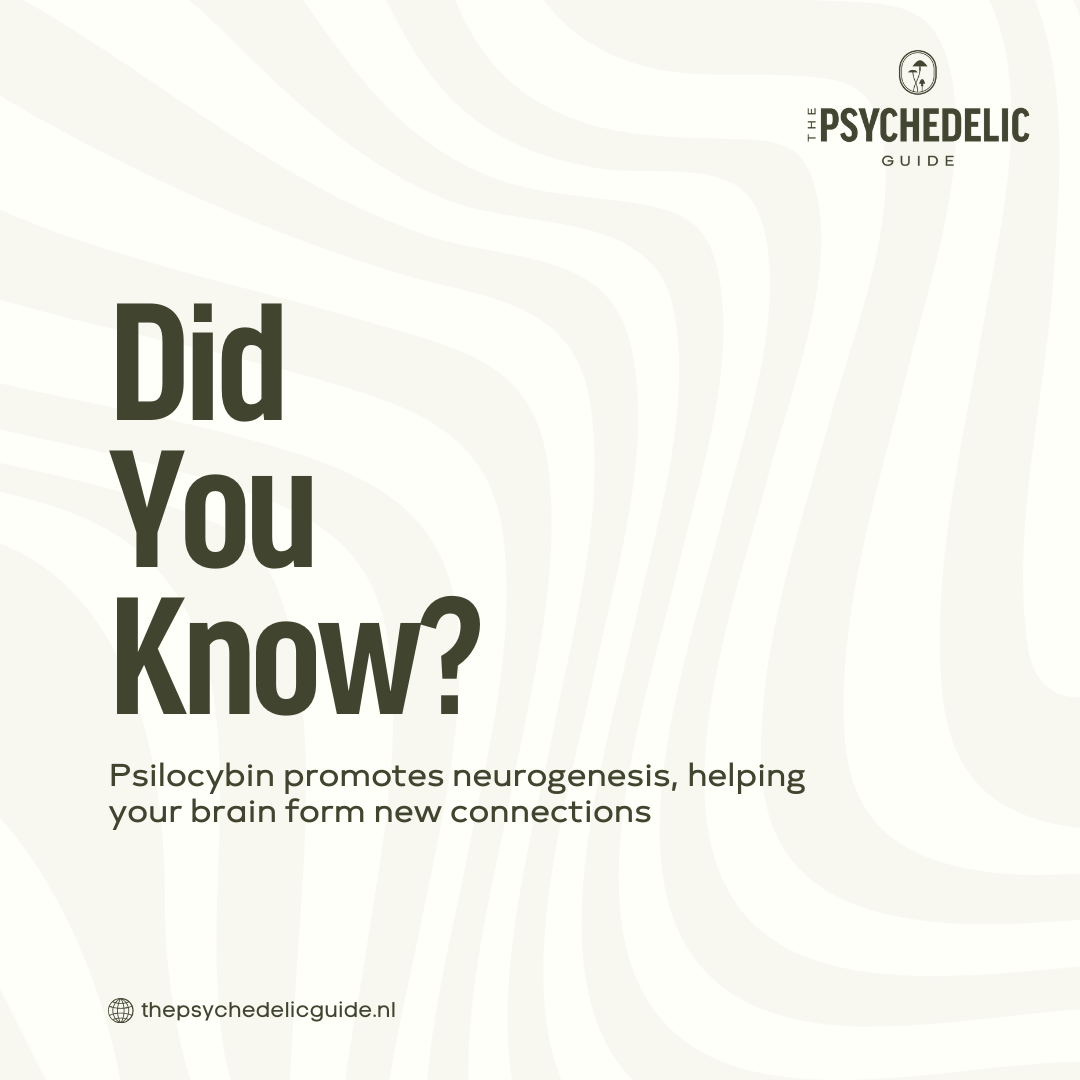 THE PSYCHEDELIC
GUIDE
Did
You
Know?
Psilocybin promotes neurogenesis, helping
your brain form new connections
thepsychedelicguide.nl